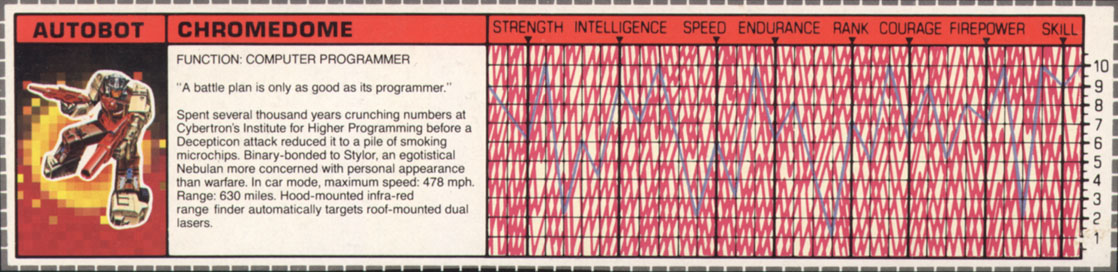 AUTOBOT
CHROMEDOME
STRENGTH INTELLIGENCE SPEED ENDURANCE RANK COURAGE FIREPOWER SKILL
FUNCTION: COMPUTER PROGRAMMER
"A battle plan is only as good as its programmer."
Spent several thousand years crunching numbers at
Cybertron's Institute for Higher Programming before a
Decepticon attack reduced it to a pile of smoking
microchips. Binary-bonded to Stylor, an egotistical
Nebulan more concerned with personal appearance
than warfare. In car mode, maximum speed: 478 mph.
Range: 630 miles. Hood-mounted infra-red
range finder automatically targets roof-mounted dual
lasers.
10
9
8
7
6
5
4
3
2
1